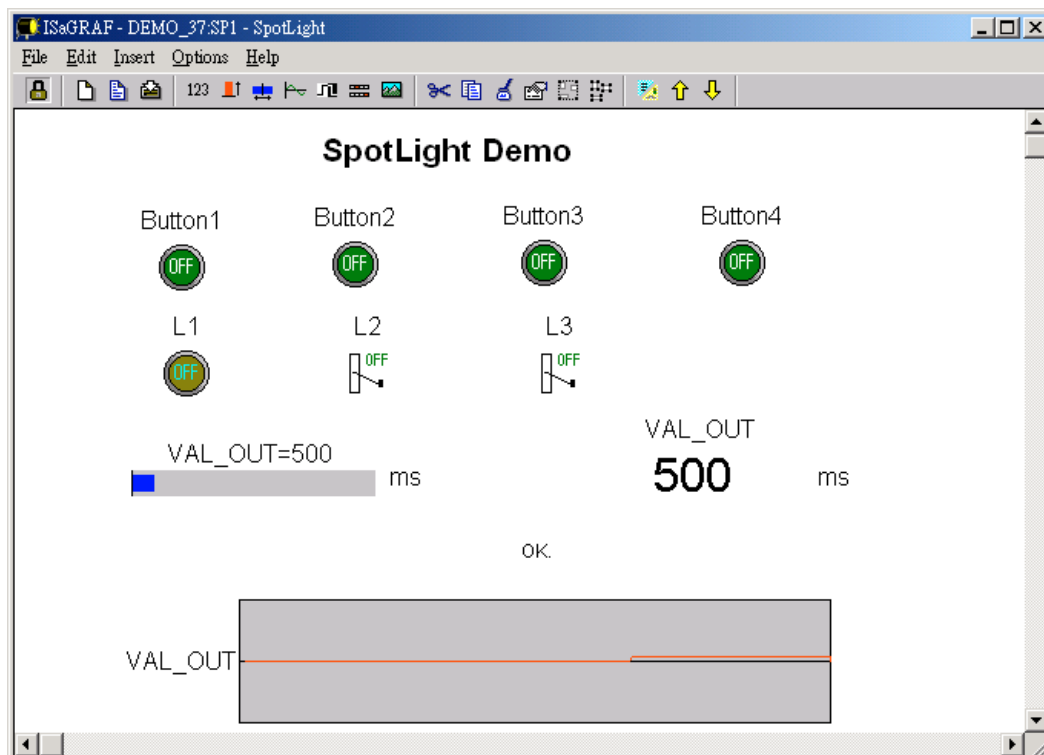 ISaGRAF - DEMO_37:SP1 - SpotLight
File Edit Insert Options Help
123
SpotLight Demo
Button1 Button2 Button3 Button4
OFF OFF OFF OFF
L1 L2 L3
OFF OFF OFF
VAL_OUT=500 ms
VAL_OUT
500 ms
OK.
VAL_OUT